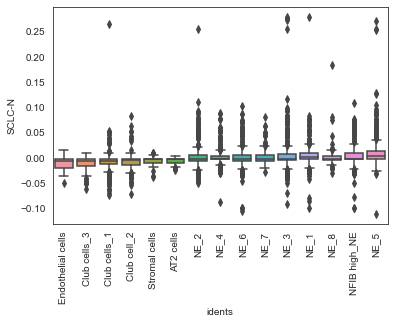 0.25
0.20
0.15
0.10
0.05
0.00
−0.05
−0.10
SCLC-N
Endothelial cells
Club cells_3
Club cells_1
Club cell_2
Stromal cells
AT2 cells
NE_2
NE_4
NE_6
NE_7
NE_3
NE_1
NE_8
NFIB high_NE
NE_5
idents